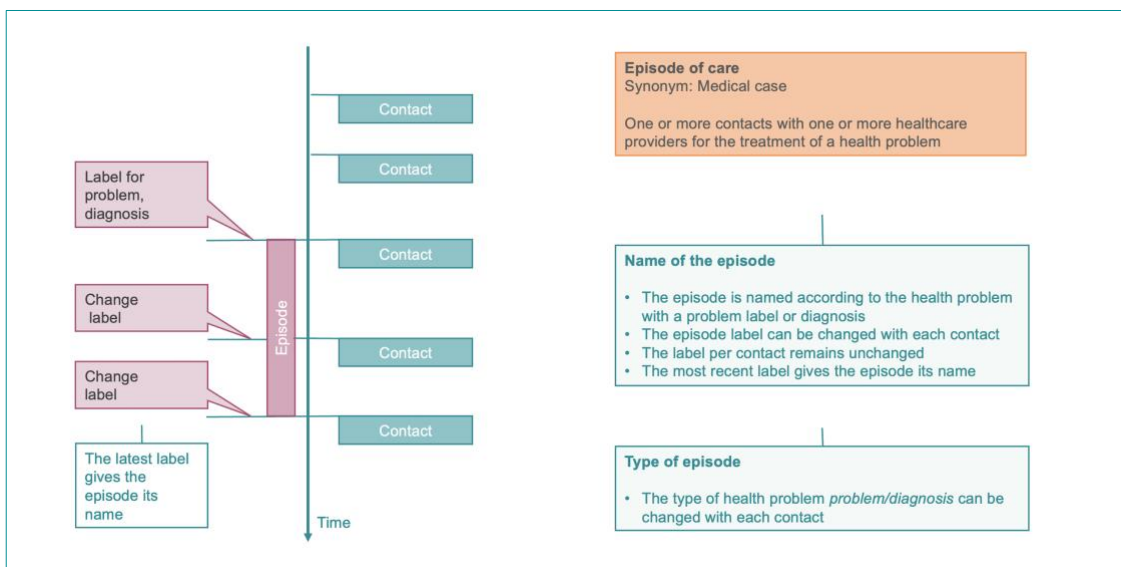 Contact
Contact
Label for
problem,
diagnosis
Contact
Change
label
Episode
Contact
Change
label
Contact
The latest label
gives the
episode its
name
Time
Episode of care
Synonym: Medical case
One or more contacts with one or more healthcare
providers for the treatment of a health problem
Name of the episode
• The episode is named according to the health problem
with a problem label or diagnosis
• The episode label can be changed with each contact
• The label per contact remains unchanged
• The most recent label gives the episode its name
Type of episode
• The type of health problem problem/diagnosis can be
changed with each contact